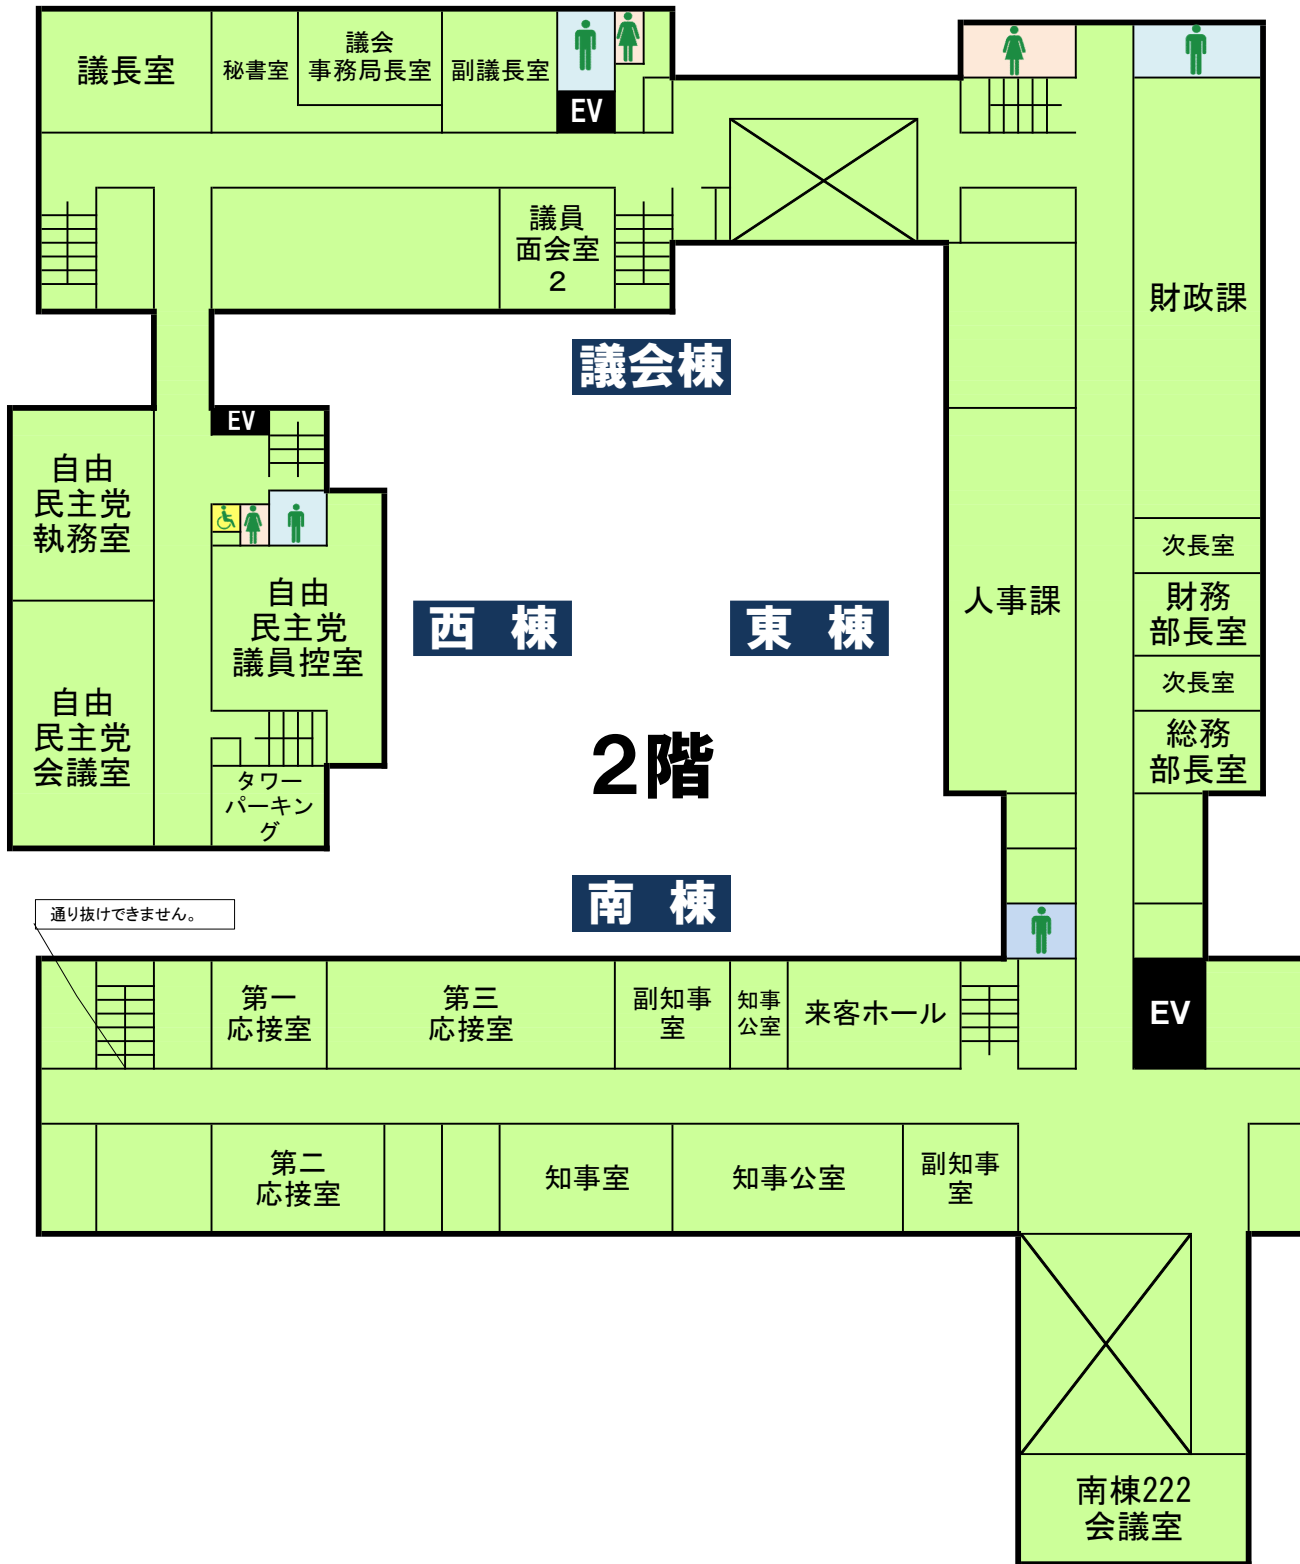 議長室
秘書室
議会
事務局長室
副議長室
EV
議員
面会室
2
財政課
議会棟
EV
自由
民主党
執務室
次長室
自由
民主党
議員控室
西 棟
東 棟
人事課
財務
部長室
次長室
自由
民主党
会議室
2階
総務
部長室
タワー
パーキン
グ
南 棟
通り抜けできません。
第一
応接室
第三
応接室
副知事
室
知事
公室
来客ホール
EV
第二
応接室
知事室
知事公室
副知事
室
南棟222
会議室